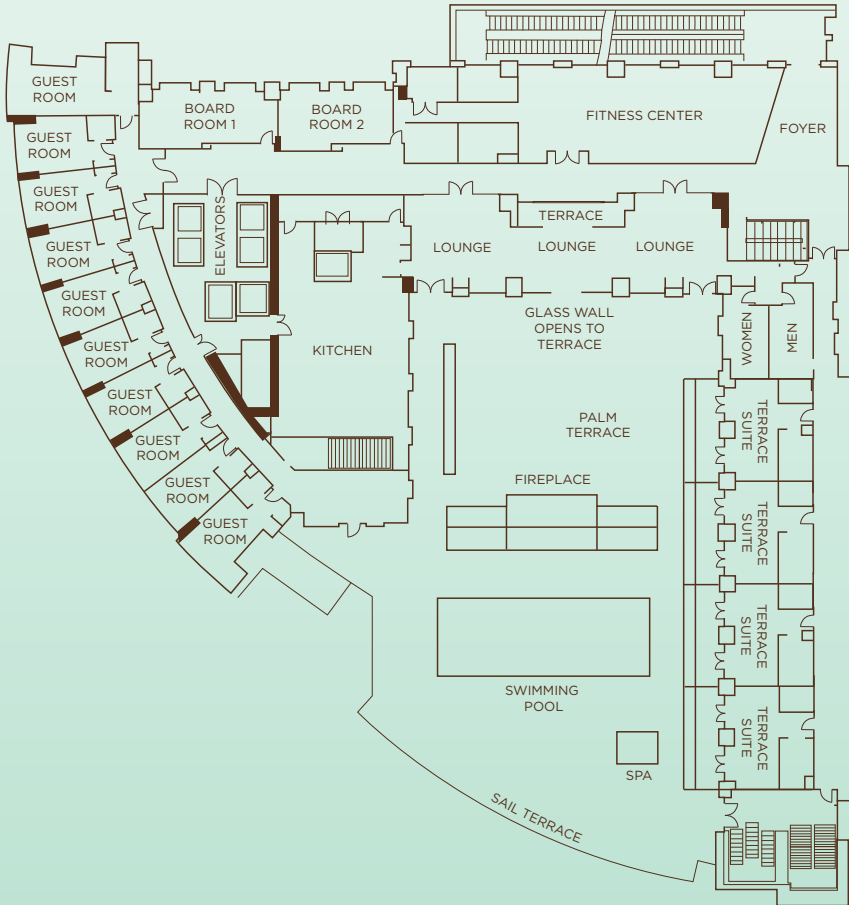 GUEST
ROOM
BOARD
ROOM 1
BOARD
ROOM 2
FITNESS CENTER
FOYER
GUEST
ROOM
GUEST
ROOM
ELEVATORS
TERRACE
LOUNGE
LOUNGE
LOUNGE
GUEST
ROOM
GUEST
ROOM
GLASS WALL
OPENS TO
TERRACE
WOMEN
MEN
KITCHEN
GUEST
ROOM
GUEST
ROOM
PALM
TERRACE
TERRACE
SUITE
GUEST
ROOM
FIREPLACE
GUEST
ROOM
GUEST
ROOM
TERRACE
SUITE
TERRACE
SUITE
SWIMMING
POOL
TERRACE
SUITE
SPA
SAIL TERRACE